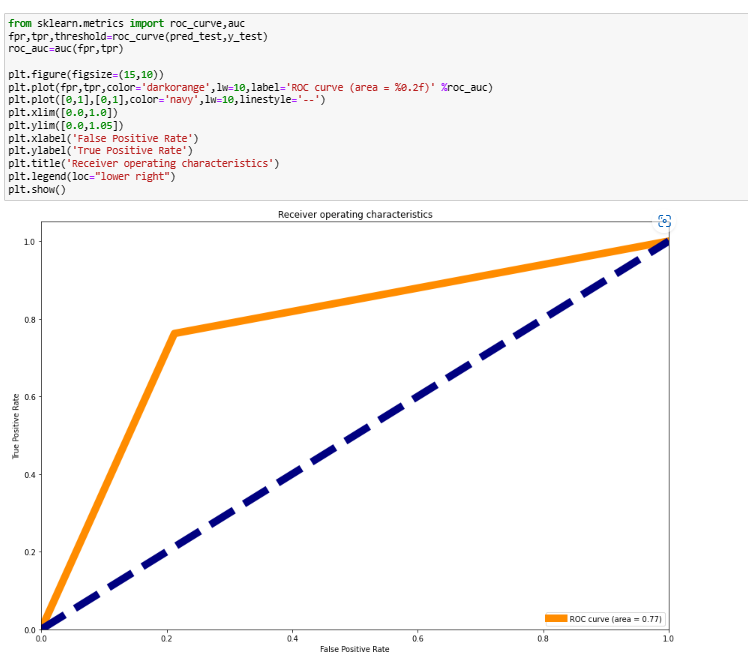 from sklearn.metrics import roc_curve,auc
fpr,tpr,threshold=roc_curve(pred_test,y_test)
roc_auc=auc(fpr,tpr)
plt.figure(figsize=(15,10))
plt.plot(fpr,tpr,color='darkorange',lw=10,label='ROC curve (area = %0.2f)' %roc_auc)
plt.plot([0,1],[0,1],color='navy',lw=10,linestyle='--')
plt.xlim([0.0,1.0])
plt.ylim([0.0,1.05])
plt.xlabel('False Positive Rate')
plt.ylabel('True Positive Rate')
plt.title('Receiver operating characteristics')
plt.legend(loc="lower right")
plt.show()
Receiver operating characteristics
1.0
0.8
0.6
0.4
0.2
0.0
True Positive Rate
ROC curve (area = 0.77)
0.0 0.2 0.4 0.6 0.8 1.0
False Positive Rate